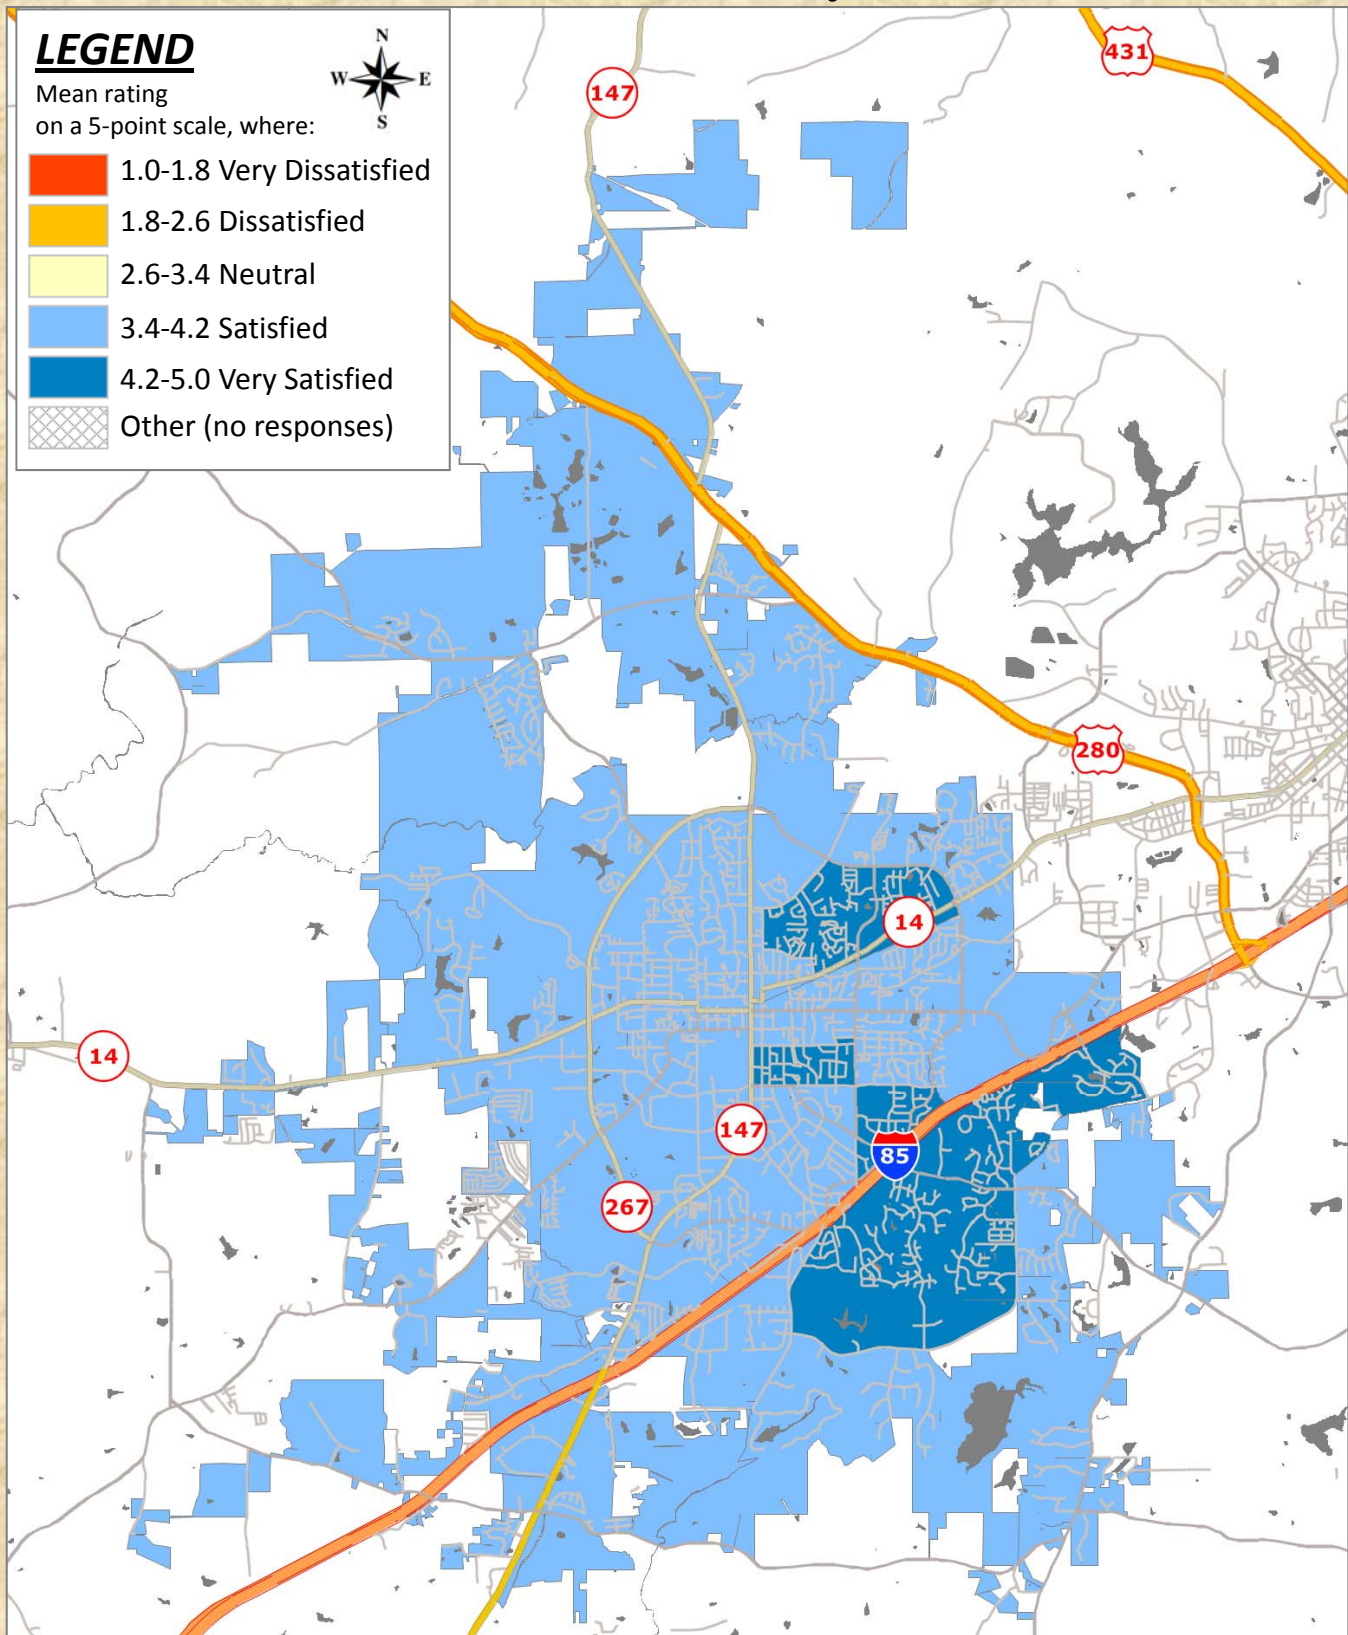 LEGEND
N
W E
S
Mean rating
on a 5-point scale, where:
1.0-1.8 Very Dissatisfied
1.8-2.6 Dissatisfied
2.6-3.4 Neutral
3.4-4.2 Satisfied
4.2-5.0 Very Satisfied
Other (no responses)
431
147
280
14
14
147
85
267